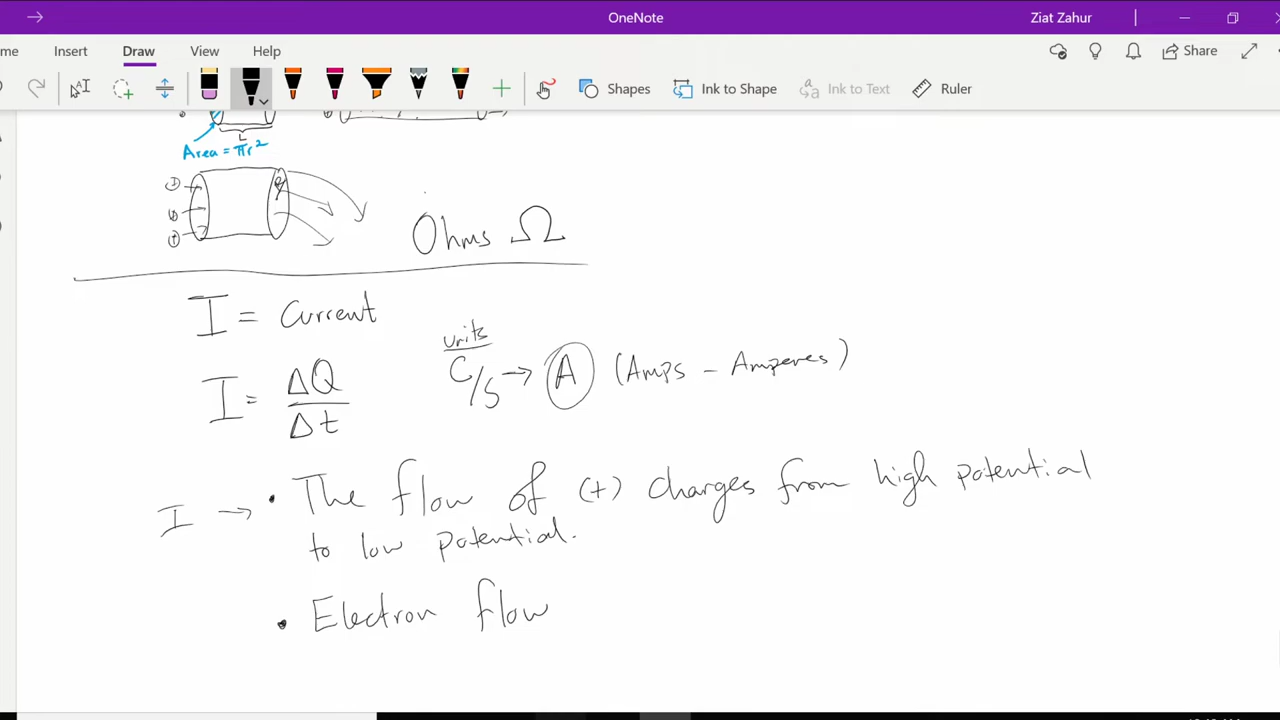 OneNote
Ziat Zahur
me Insert Draw View Help
Share
Shapes Ink to Shape Ink to Text Ruler
L
Area = πr²
Ohms Ω
I = Current
units
I = ΔQ/Δt C/S → A (Amps - Amperes)
I → • The flow of (+) charges from high potential
to low potential.
• Electron flow